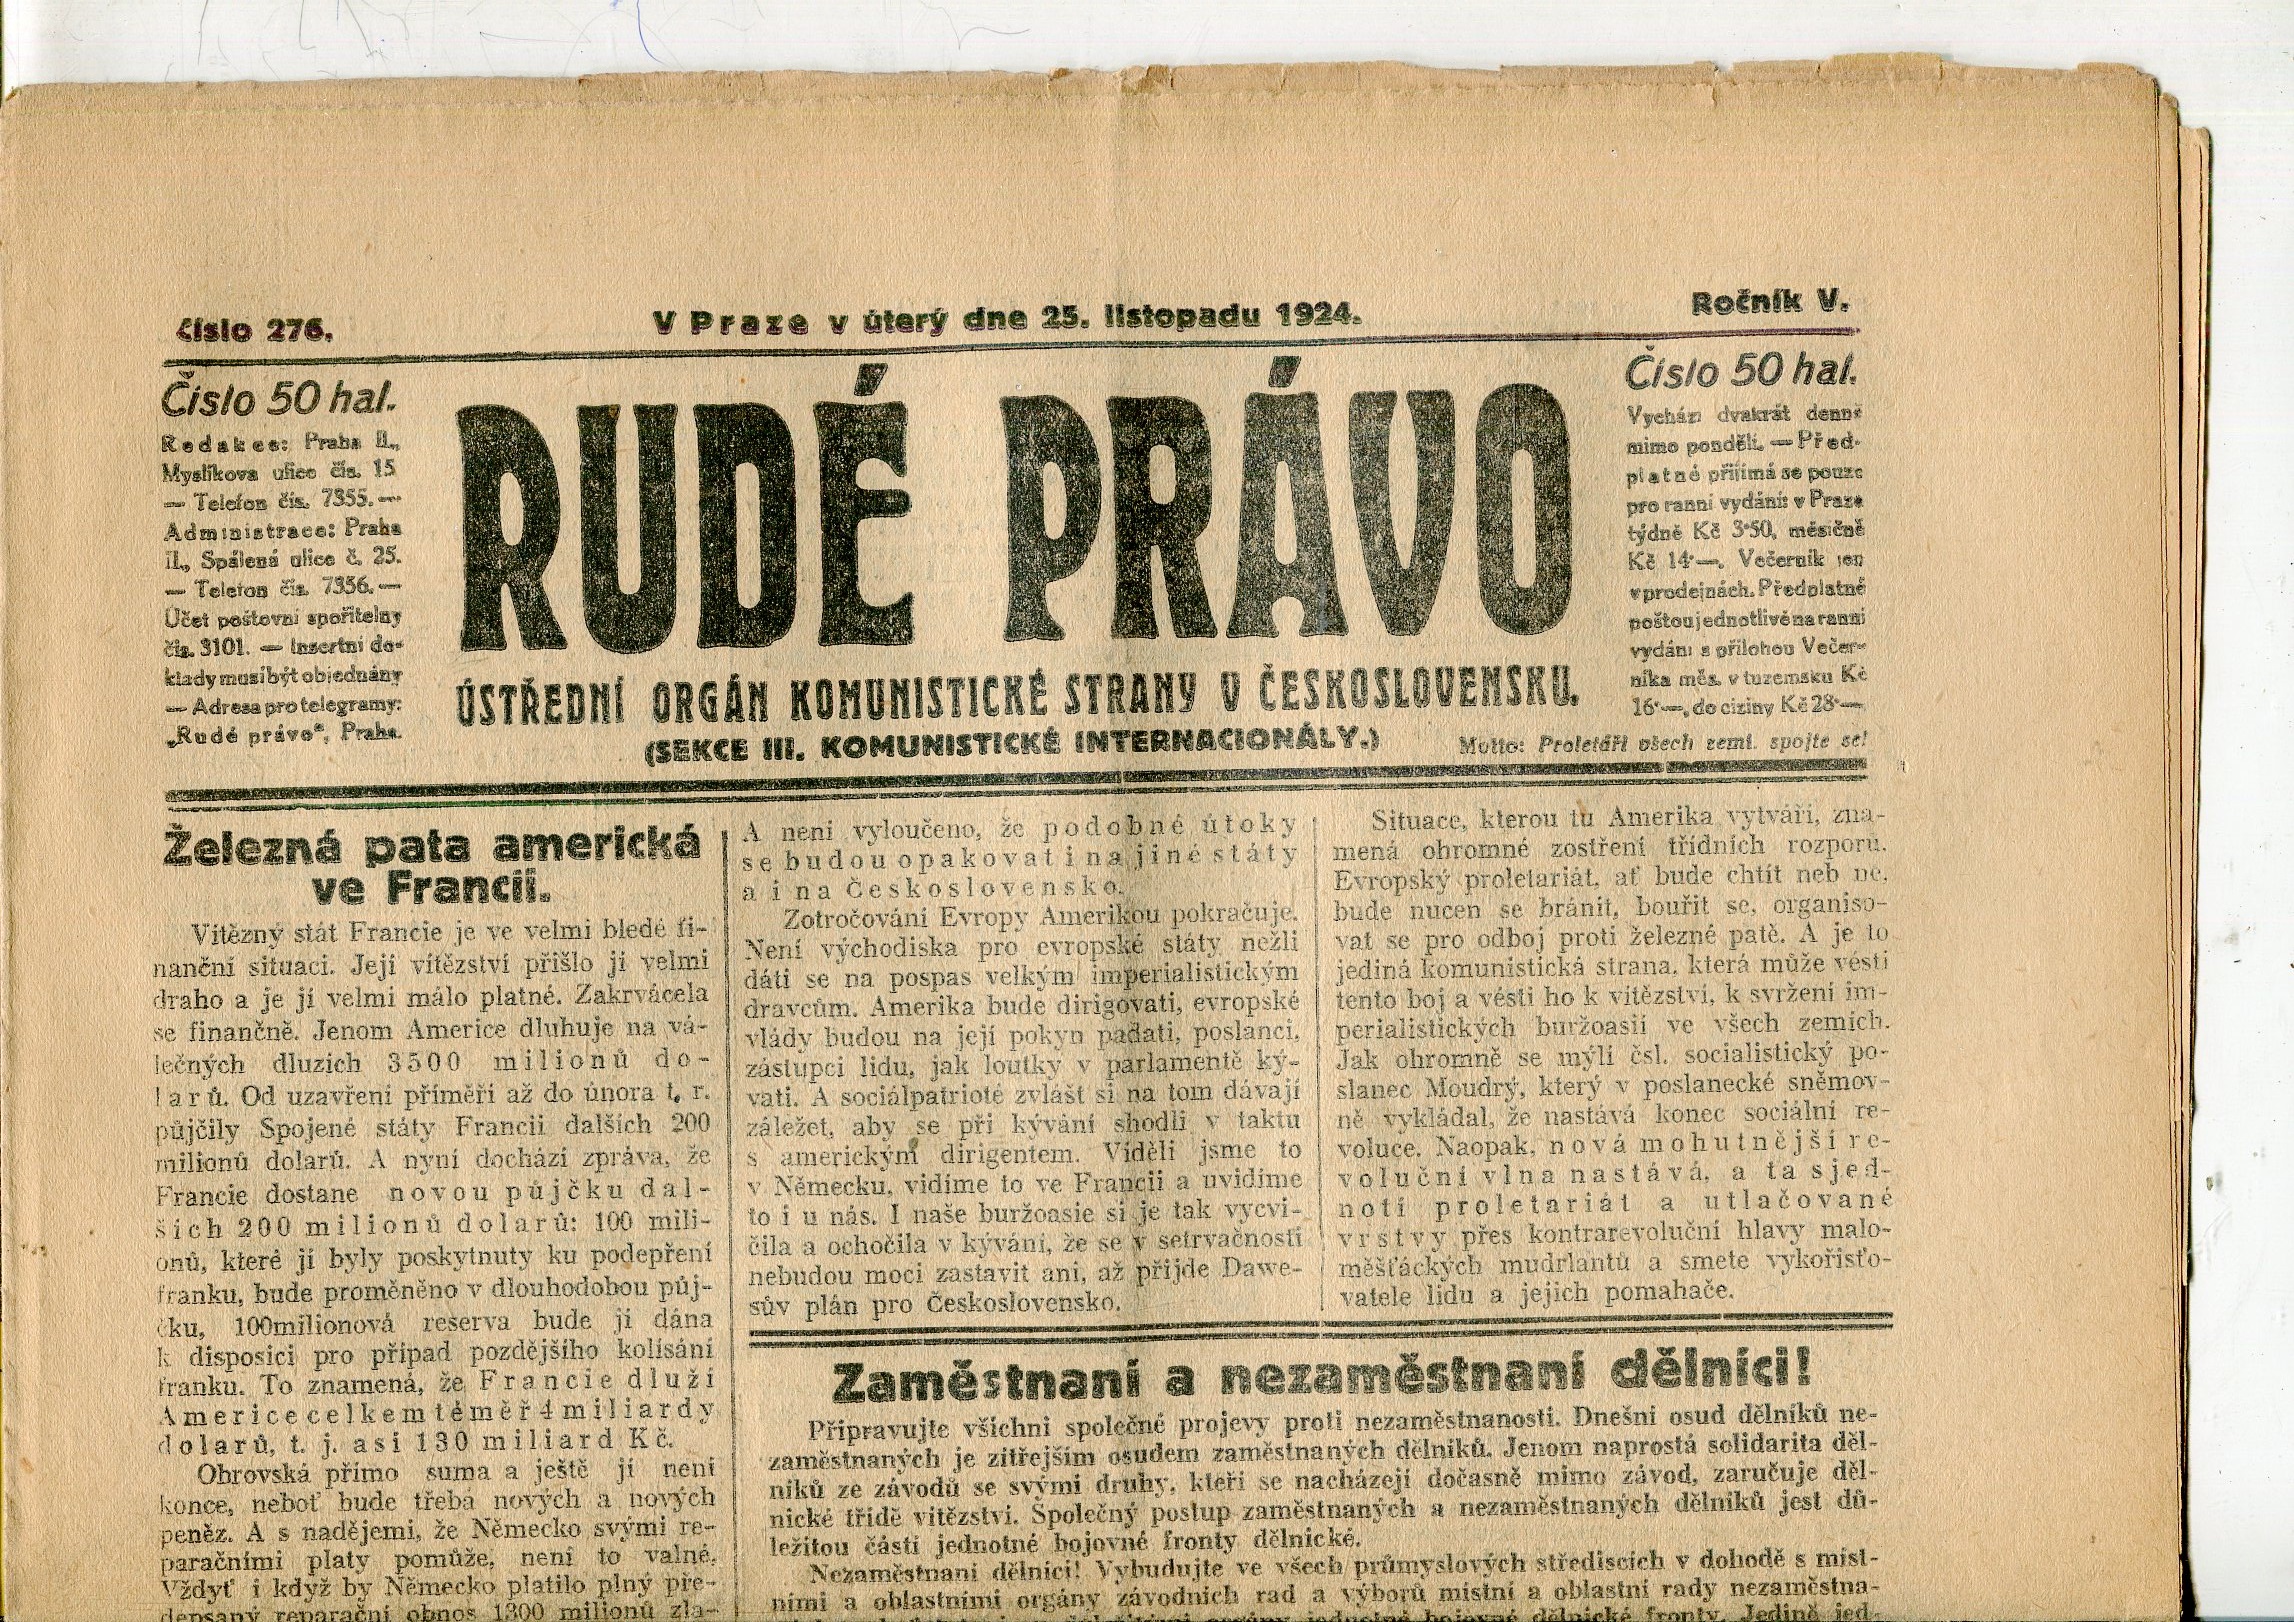 číslo 276.
V Praze v úterý dne 25. listopadu 1924.
Ročník V.
Číslo 50 hal.
Redakce: Praha II.,
Myslíkova ulice čís. 15
— Telefon čís. 7355. —
Administrace: Praha
II., Spálená ulice č. 25.
— Telefon čís. 7356. —
Účet poštovní spořitelny
čís. 3101. — Insertní do-
klady musí být objednány
— Adresa pro telegramy:
„Rudé právo“, Praha.
RUDÉ PRÁVO
ÚSTŘEDNÍ ORGÁN KOMUNISTICKÉ STRANY V ČESKOSLOVENSKU.
(SEKCE III. KOMUNISTICKÉ INTERNACIONÁLY.)
Motto: Proletáři všech zemí, spojte se!
Číslo 50 hal.
Vychází dvakrát denně
mimo pondělí. — Před-
platné přijímá se pouze
pro ranní vydání: v Praze
týdně Kč 3·50, měsíčně
Kč 14·—. Večerník jen
v prodejnách. Předplatné
poštou jednotlivé na ranní
vydání s přílohou Večer-
níka měs. v tuzemsku Kč
16·—, do ciziny Kč 28·—.
Železná pata americká
ve Francii.
Vítězný stát Francie je ve velmi bledé fi-
nanční situaci. Její vítězství přišlo jí velmi
draho a je jí velmi málo platné. Zakrvácela
se finančně. Jenom Americe dluhuje na vá-
lečných dluzích 3500 milionů do-
larů. Od uzavření příměří až do února t. r.
půjčily Spojené státy Francii dalších 200
milionů dolarů. A nyní dochází zpráva, že
Francie dostane novou půjčku dal-
ších 200 milionů dolarů: 100 mili-
onů, které jí byly poskytnuty ku podepření
franku, bude proměněno v dlouhodobou půj-
čku, 100milionová reserva bude jí dána
k disposici pro případ pozdějšího kolísání
franku. To znamená, že Francie dluží
Americe celkem téměř 4 miliardy
dolarů, t. j. asi 130 miliard Kč.
Obrovská přímo suma a ještě jí není
konce, neboť bude třeba nových a nových
peněz. A s nadějemi, že Německo svými re-
paračními platy pomůže, není to valné.
Vždyť i když by Německo platilo plný pře-
depsaný reparační obnos 1300 milionů zla-
A není vyloučeno, že podobné útoky
se budou opakovati na jiné státy
a i na Československo.
Zotročování Evropy Amerikou pokračuje.
Není východiska pro evropské státy nežli
dáti se na pospas velkým imperialistickým
dravcům. Amerika bude dirigovati, evropské
vlády budou na její pokyn padati, poslanci,
zástupci lidu, jak loutky v parlamentě ký-
vati. A sociálpatrioté zvlášť si na tom dávají
záležet, aby se při kývání shodli v taktu
s americkým dirigentem. Viděli jsme to
v Německu, vidíme to ve Francii a uvidíme
to i u nás. I naše buržoasie si je tak vycvi-
čila a ochočila v kývání, že se v setrvačnosti
nebudou moci zastavit ani, až přijde Dawe-
sův plán pro Československo.
Situace, kterou tu Amerika vytváří, zna-
mená ohromné zostření třídních rozporů.
Evropský proletariát, ať bude chtít neb ne,
bude nucen se bránit, bouřit se, organiso-
vat se pro odboj proti železné patě. A je to
jediná komunistická strana, která může vésti
tento boj a vésti ho k vítězství, k svržení im-
perialistických buržoasií ve všech zemích.
Jak ohromně se mýlí čsl. socialistický po-
slanec Moudrý, který v poslanecké sněmov-
ně vykládal, že nastává konec sociální re-
voluce. Naopak, nová mohutnější re-
voluční vlna nastává, a ta sjed-
notí proletariát a utlačované
vrstvy přes kontrarevoluční hlavy malo-
měšťáckých mudrlantů a smete vykořisťo-
vatele lidu a jejich pomahače.
Zaměstnaní a nezaměstnaní dělníci!
Připravujte všichni společné projevy proti nezaměstnanosti. Dnešní osud dělníků ne-
zaměstnaných je zítřejším osudem zaměstnaných dělníků. Jenom naprostá solidarita děl-
níků ze závodů se svými druhy, kteří se nacházejí dočasně mimo závod, zaručuje děl-
nické třídě vítězství. Společný postup zaměstnaných a nezaměstnaných dělníků jest dů-
ležitou částí jednotné bojovné fronty dělnické.
Nezaměstnaní dělníci! Vybudujte ve všech průmyslových střediscích v dohodě s míst-
ními a oblastními orgány závodních rad a výborů místní a oblastní rady nezaměstna-
orgány jednotné bojovné dělnické fronty. Jedině jed-